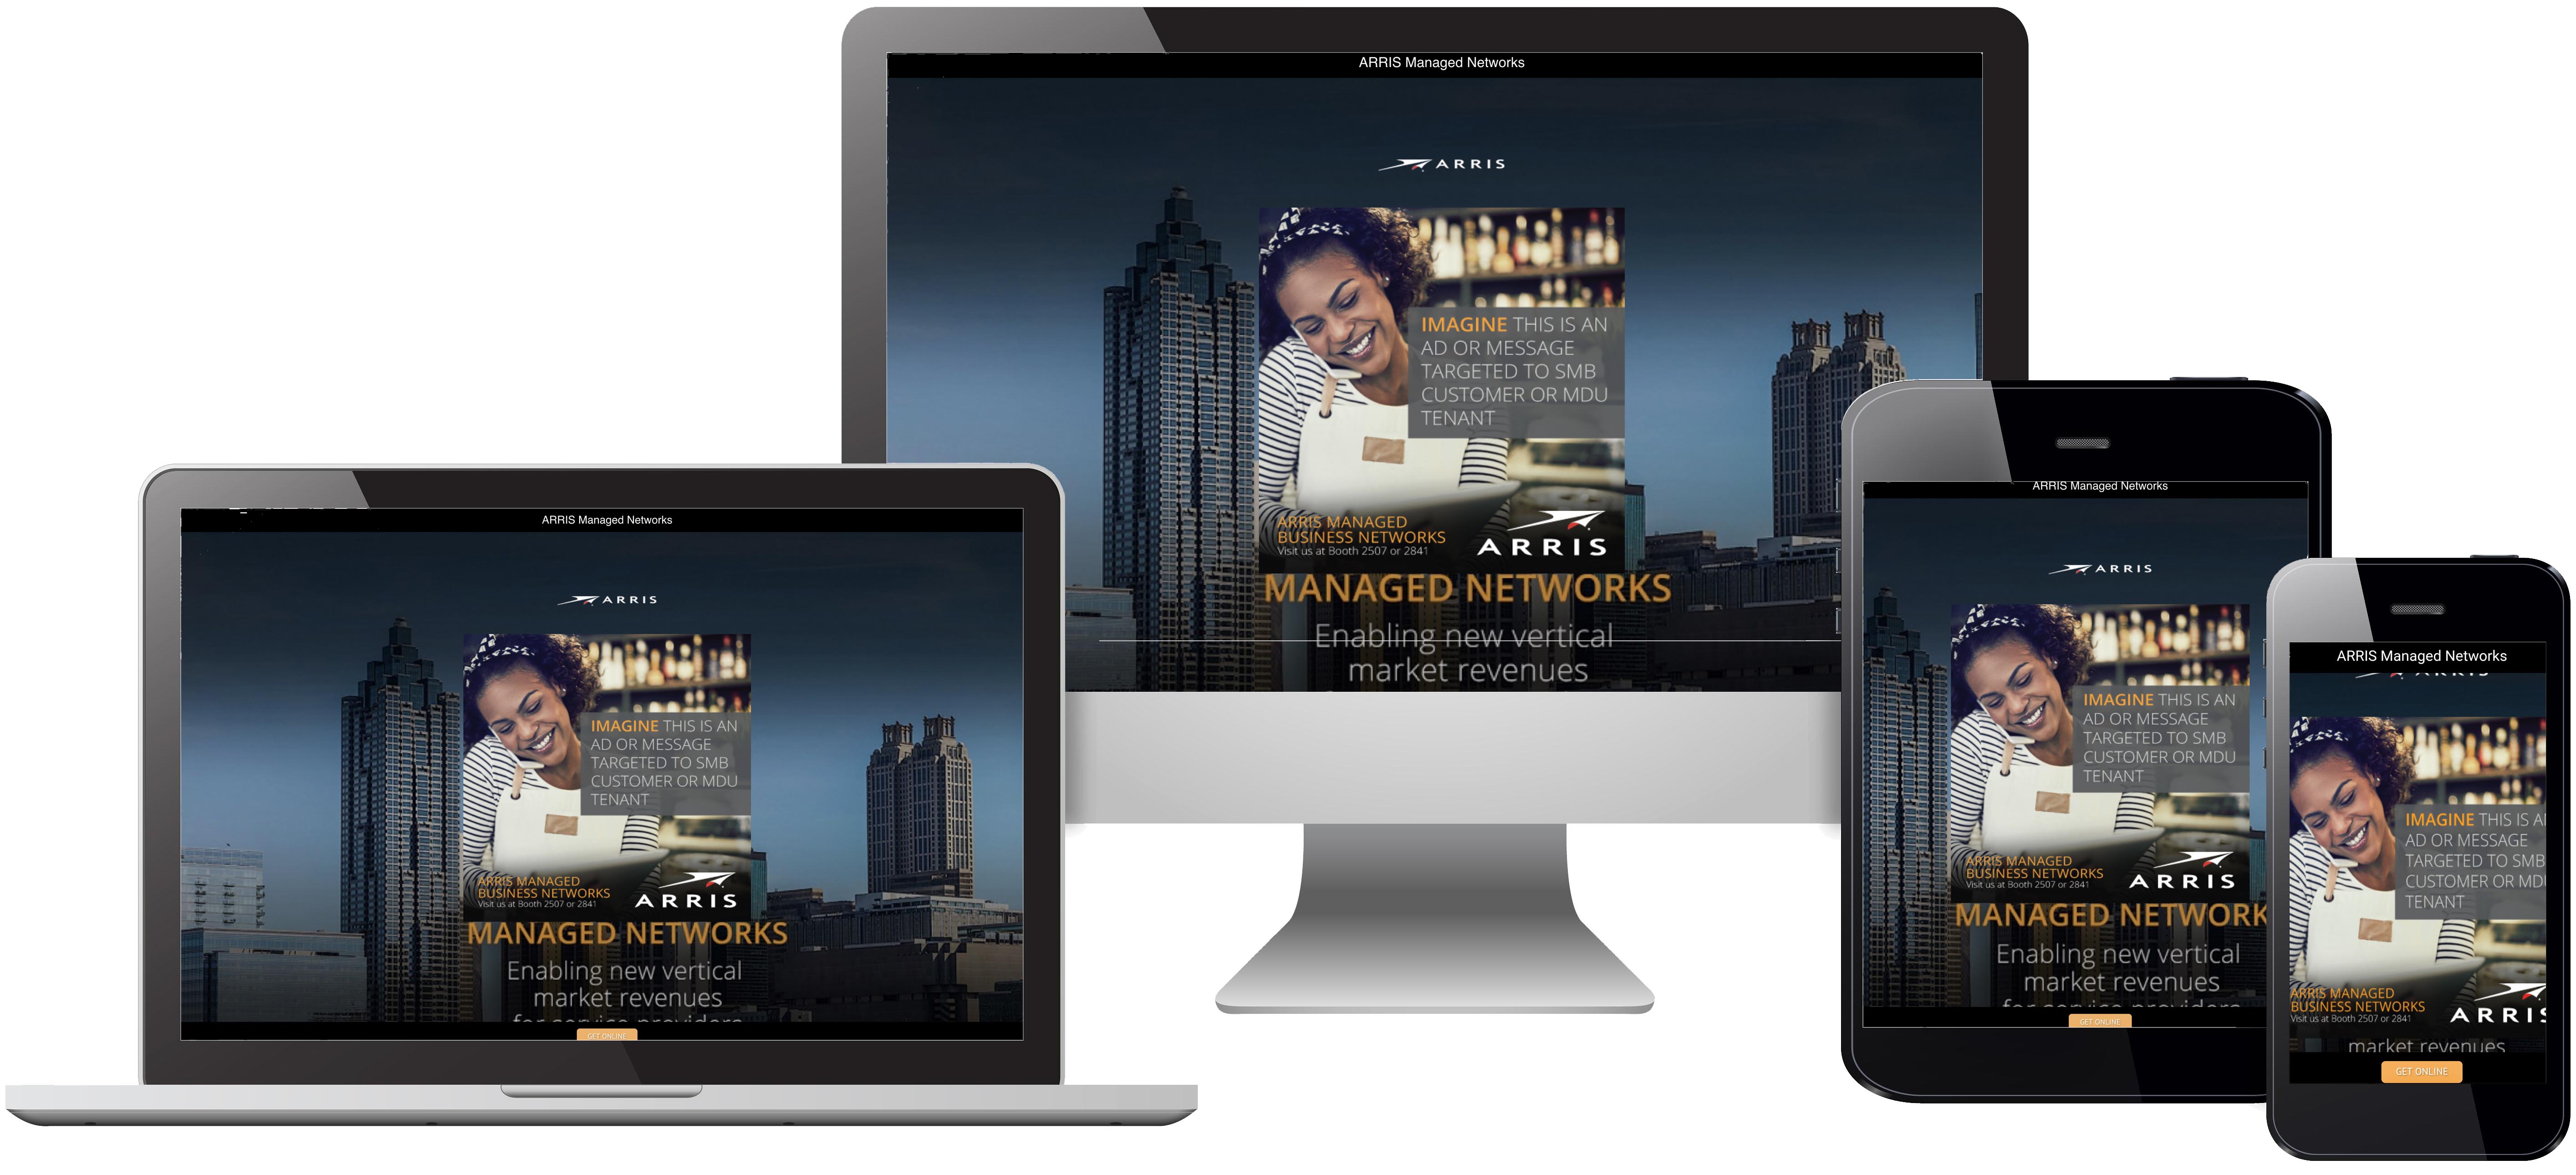 ARRIS Managed Networks
ARRIS
IMAGINE THIS IS AN
AD OR MESSAGE
TARGETED TO SMB
CUSTOMER OR MDU
TENANT
ARRIS MANAGED
BUSINESS NETWORKS
Visit us at Booth 2507 or 2841
ARRIS
MANAGED NETWORKS
Enabling new vertical
market revenues
ARRIS Managed Networks
ARRIS
IMAGINE THIS IS AN
AD OR MESSAGE
TARGETED TO SMB
CUSTOMER OR MDU
TENANT
ARRIS MANAGED
BUSINESS NETWORKS
Visit us at Booth 2507 or 2841
ARRIS
MANAGED NETWORKS
Enabling new vertical
market revenues
for service providers
GET ONLINE
ARRIS Managed Networks
ARRIS
IMAGINE THIS IS AN
AD OR MESSAGE
TARGETED TO SMB
CUSTOMER OR MDU
TENANT
ARRIS MANAGED
BUSINESS NETWORKS
Visit us at Booth 2507 or 2841
ARRIS
MANAGED NETWORK
Enabling new vertical
market revenues
for service providers
GET ONLINE
ARRIS Managed Networks
IMAGINE THIS IS
AD OR MESSAGE
TARGETED TO SMB
CUSTOMER OR
TENANT
ARRIS MANAGED
BUSINESS NETWORKS
Visit us at Booth 2507 or 2841
ARRIS
market revenues
GET ONLINE